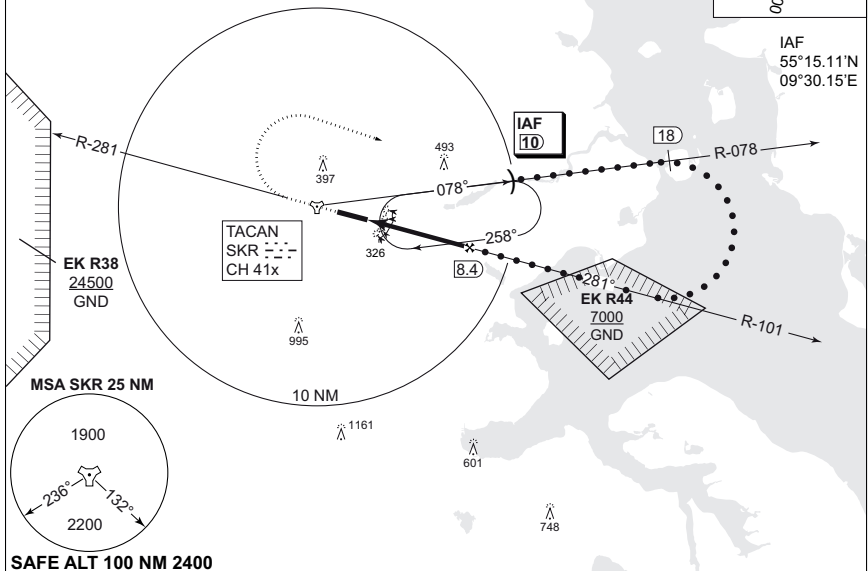 00
IAF
55°15.11'N
09°30.15'E
IAF
10
18
R-281
R-078
493
397
078°
258°
326
TACAN
SKR
CH 41x
8.4
281°
EK R44
7000
GND
R-101
EK R38
24500
GND
995
10 NM
MSA SKR 25 NM
1900
236°
132°
2200
1161
601
748
SAFE ALT 100 NM 2400